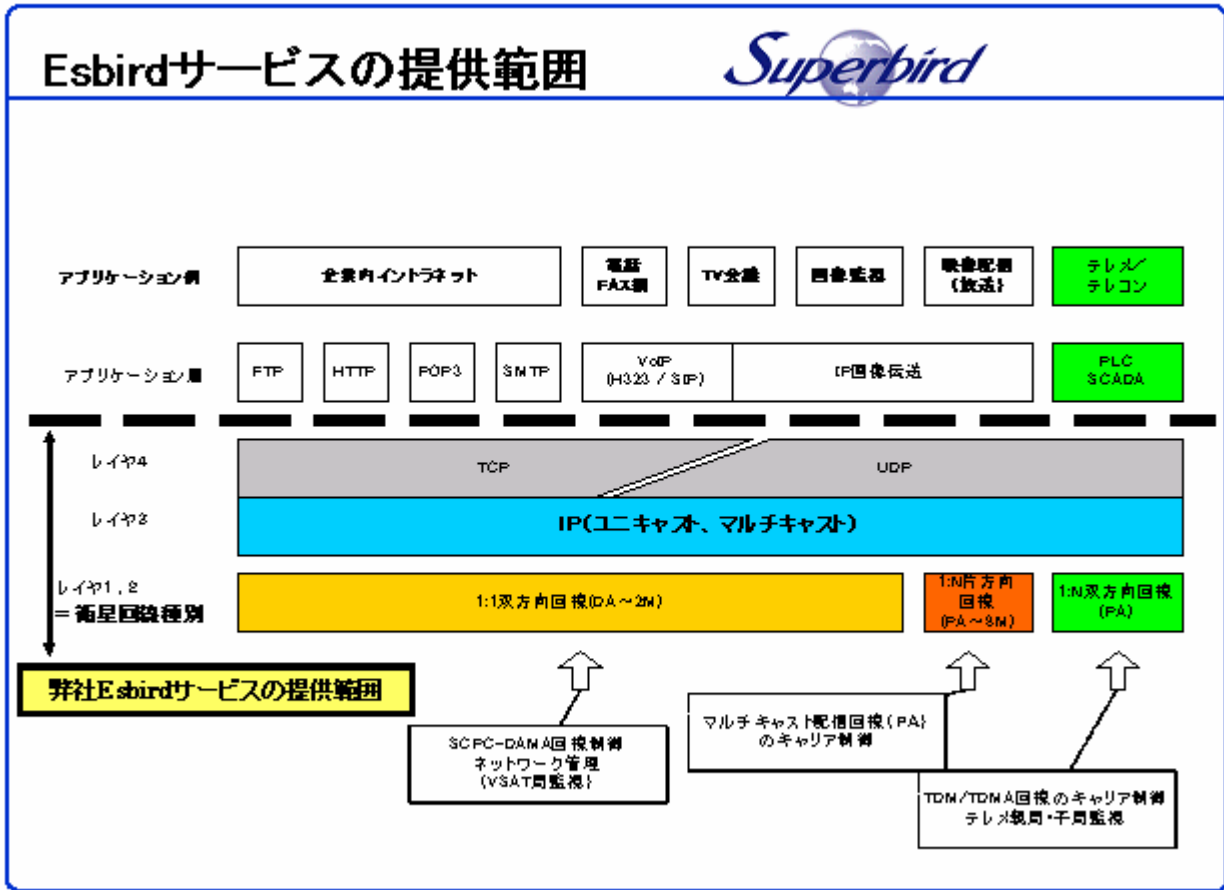 Esbirdサービスの提供範囲
Superbird
アプリケーション例
企業内イントラネット
電話
FAX網
TV会議
画像監視
映像配信
(放送)
テレメ/
テレコン
アプリケーション層
FTP
HTTP
POP3
SMTP
VoIP
(H323 / SIP)
IP画像伝送
PLC
SCADA
レイヤ4
TCP
UDP
レイヤ3
IP(ユニキャスト、マルチキャスト)
レイヤ1,2
=衛星回線種別
1:1双方向回線(DA~2M)
1:N片方向
回線
(PA~8M)
1:N双方向回線
(PA)
弊社Esbirdサービスの提供範囲
SCPC-DAMA回線制御
ネットワーク管理
(VSAT局監視)
マルチキャスト配信回線(PA)
のキャリア制御
TDM/TDMA回線のキャリア制御
テレメ親局・子局監視